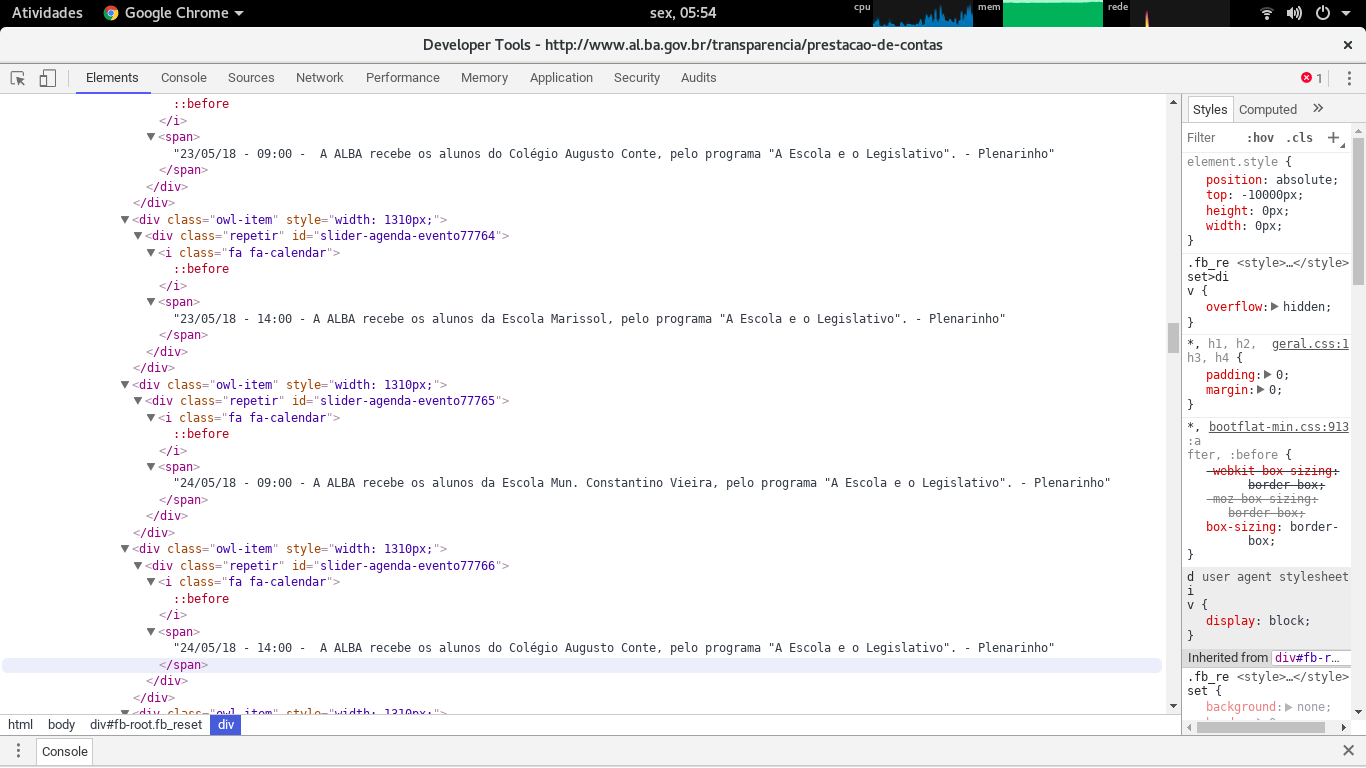 Atividades Google Chrome sex, 05:54 cpu mem rede
Developer Tools - http://www.al.ba.gov.br/transparencia/prestacao-de-contas
Elements Console Sources Network Performance Memory Application Security Audits 1
::before
</i>
<span>
"23/05/18 - 09:00 -  A ALBA recebe os alunos do Colégio Augusto Conte, pelo programa "A Escola e o Legislativo". - Plenarinho"
</span>
</div>
</div>
<div class="owl-item" style="width: 1310px;">
<div class="repetir" id="slider-agenda-evento77764">
<i class="fa fa-calendar">
::before
</i>
<span>
"23/05/18 - 14:00 - A ALBA recebe os alunos da Escola Marissol, pelo programa "A Escola e o Legislativo". - Plenarinho"
</span>
</div>
</div>
<div class="owl-item" style="width: 1310px;">
<div class="repetir" id="slider-agenda-evento77765">
<i class="fa fa-calendar">
::before
</i>
<span>
"24/05/18 - 09:00 - A ALBA recebe os alunos da Escola Mun. Constantino Vieira, pelo programa "A Escola e o Legislativo". - Plenarinho"
</span>
</div>
</div>
<div class="owl-item" style="width: 1310px;">
<div class="repetir" id="slider-agenda-evento77766">
<i class="fa fa-calendar">
::before
</i>
<span>
"24/05/18 - 14:00 -  A ALBA recebe os alunos do Colégio Augusto Conte, pelo programa "A Escola e o Legislativo". - Plenarinho"
</span>
</div>
</div>
<div class="owl-item" style="width: 1310px;">
html body div#fb-root.fb_reset div
Console
Styles Computed »
Filter :hov .cls +
element.style {
position: absolute;
top: -10000px;
height: 0px;
width: 0px;
}
.fb_re <style>…</style>
set>di
v {
overflow: hidden;
}
*, h1, h2, geral.css:1
h3, h4 {
padding: 0;
margin: 0;
}
*, bootflat-min.css:913
:a
fter, :before {
-webkit-box-sizing:
border-box;
-moz-box-sizing:
border-box;
box-sizing: border-
box;
}
d user agent stylesheet
i
v {
display: block;
}
Inherited from div#fb-r…
.fb_re <style>…</style>
set {
background: none;